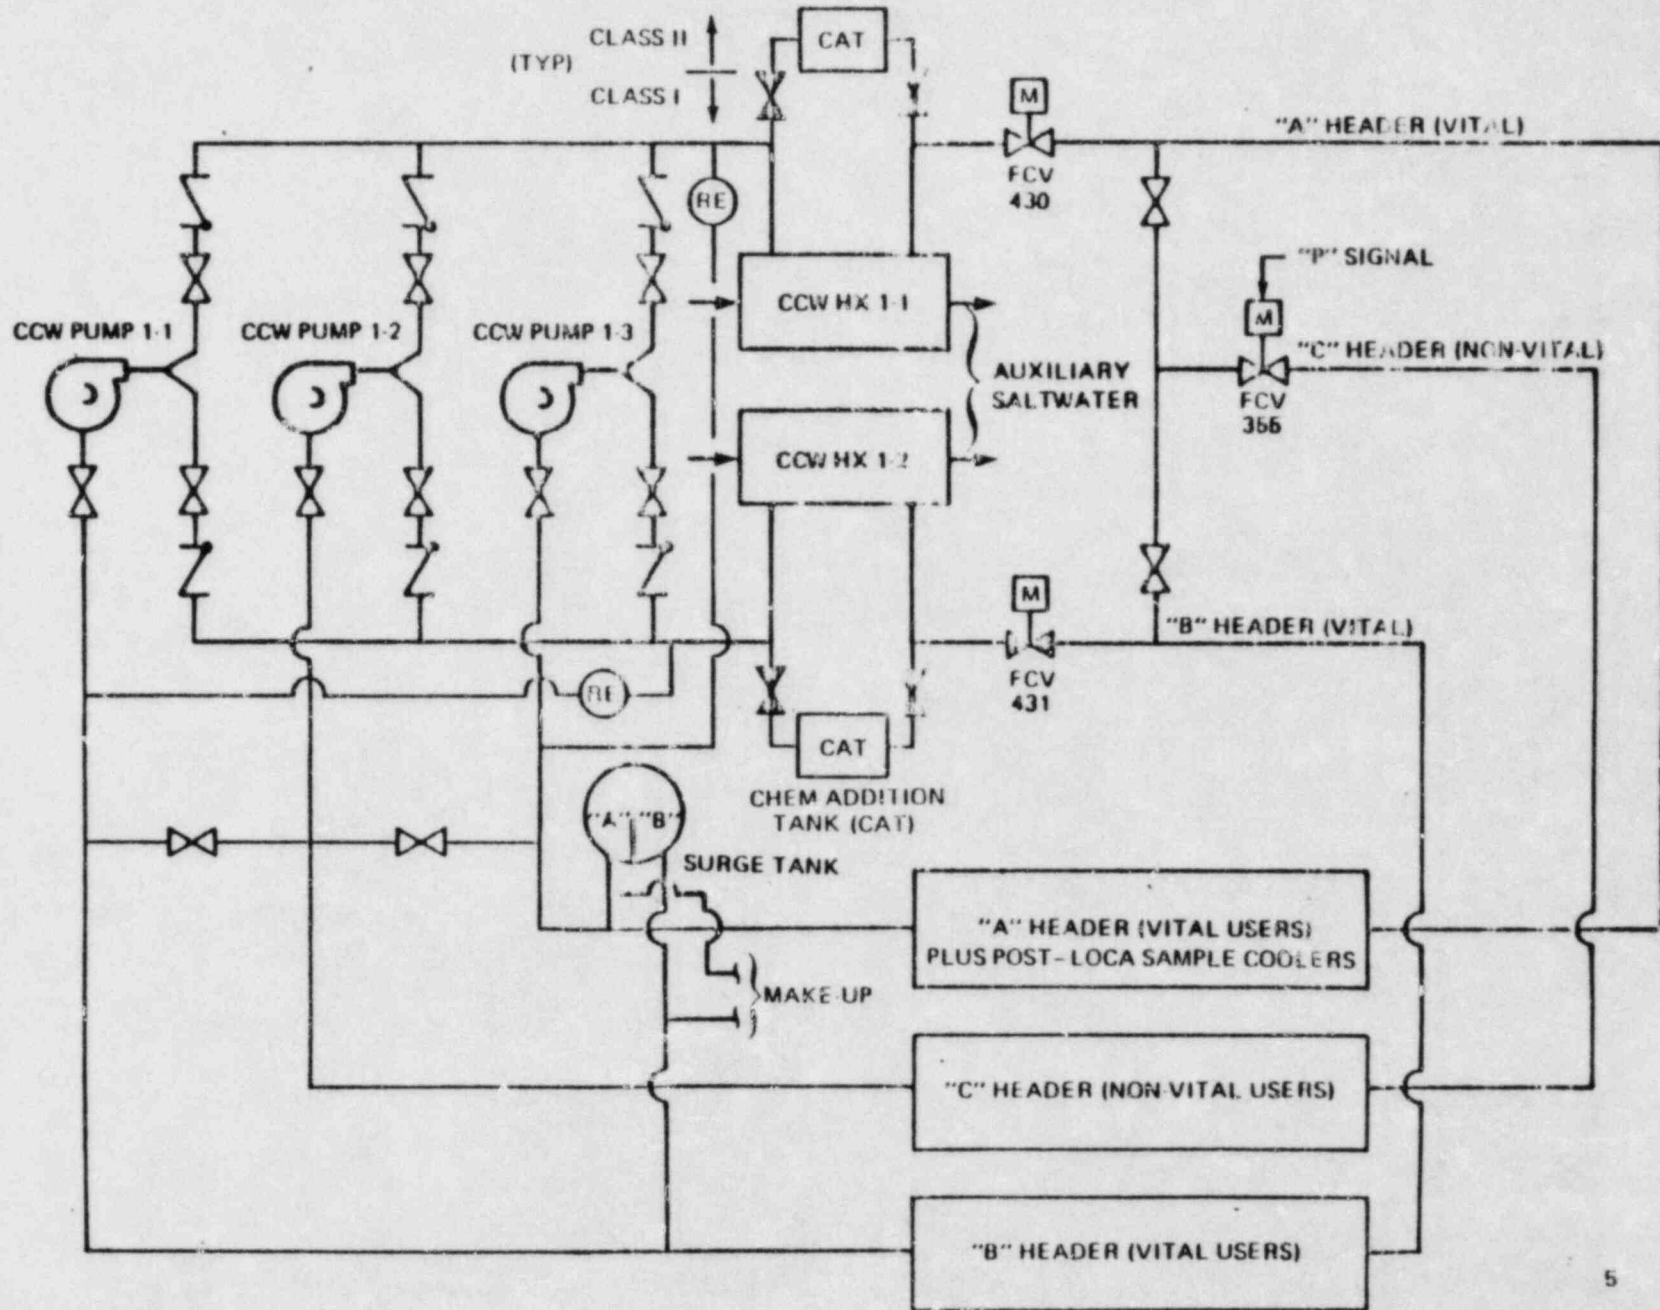 CLASS II
(TYP)
CLASS I
CAT
M
"A" HEADER (VITAL)
FCV
430
RE
"P" SIGNAL
CCW HX 1-1
M
CCW PUMP 1-1
CCW PUMP 1-2
CCW PUMP 1-3
"C" HEADER (NON-VITAL)
AUXILIARY
SALTWATER
FCV
CCW HX 1-2
M
"B" HEADER (VITAL)
FCV
431
RE
CAT
CHEM ADDITION
TANK (CAT)
"A" "B"
SURGE TANK
"A" HEADER (VITAL USERS)
PLUS POST-LOCA SAMPLE COOLERS
MAKE-UP
"C" HEADER (NON-VITAL USERS)
"B" HEADER (VITAL USERS)
5